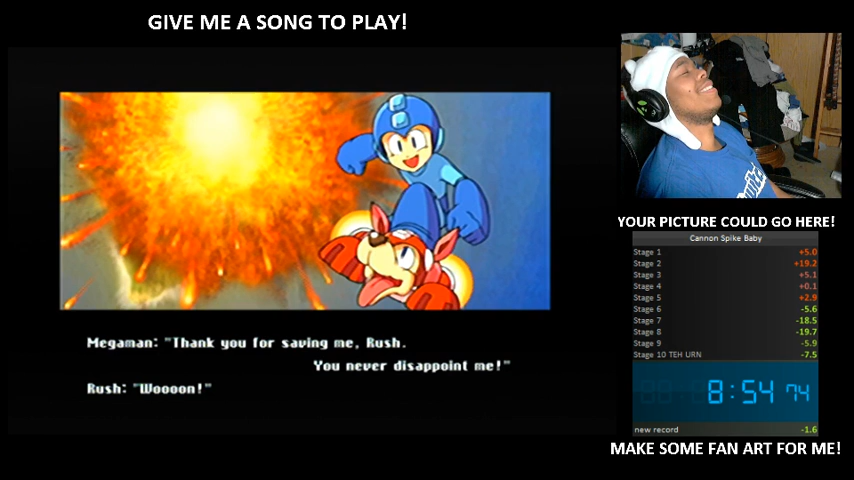 GIVE ME A SONG TO PLAY!
Megaman: "Thank you for saving me, Rush.
You never disappoint me!"
Rush: "Woooon!"
YOUR PICTURE COULD GO HERE!
Cannon Spike Baby
Stage 1 +5.0
Stage 2 +19.2
Stage 3 +5.1
Stage 4 +0.1
Stage 5 +2.9
Stage 6 -5.6
Stage 7 -18.5
Stage 8 -19.7
Stage 9 -5.9
Stage 10 TEH URN -7.5
8:54 74
new record -1.6
MAKE SOME FAN ART FOR ME!